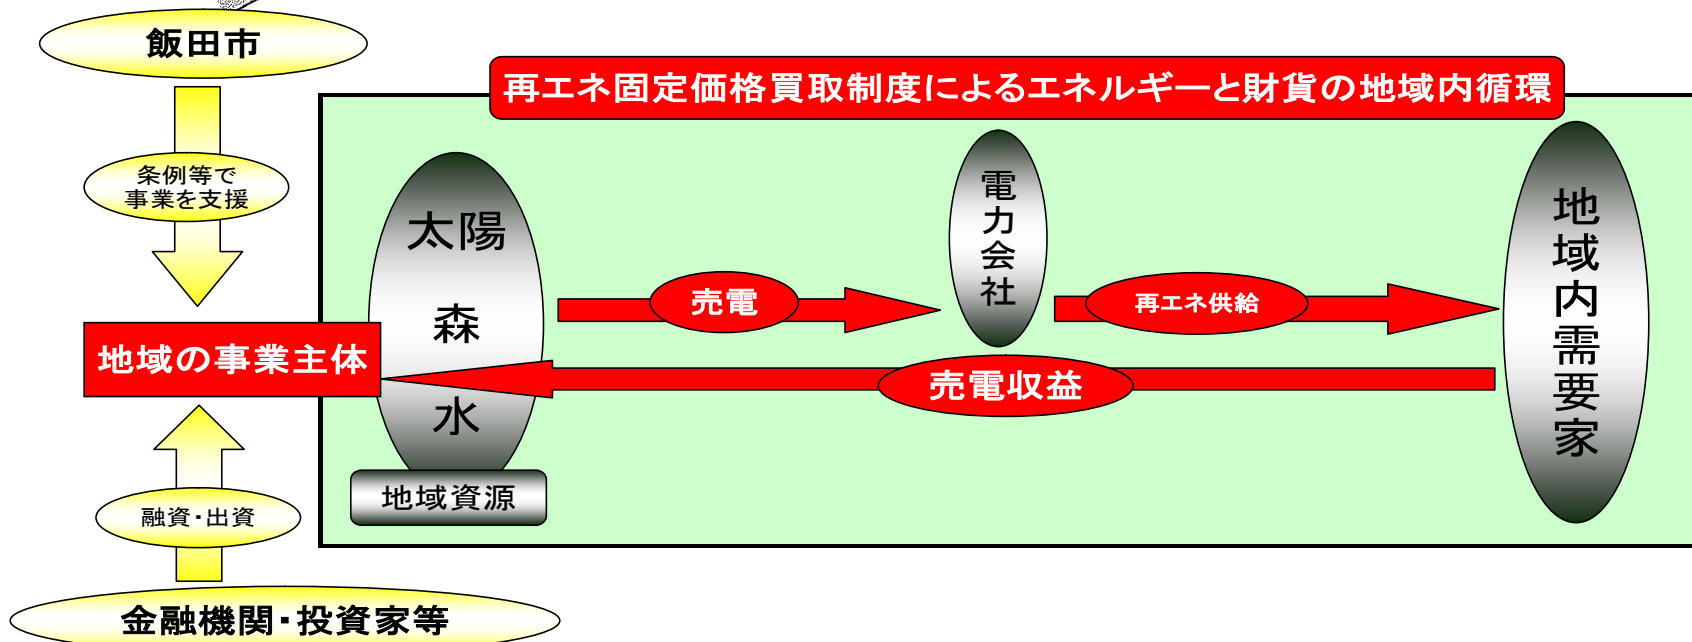 飯田市
再エネ固定価格買取制度によるエネルギーと財貨の地域内循環
条例等で
事業を支援
太陽
森
水
地域資源
売電
電力会社
再エネ供給
地域内需要家
地域の事業主体
売電収益
融資・出資
金融機関・投資家等